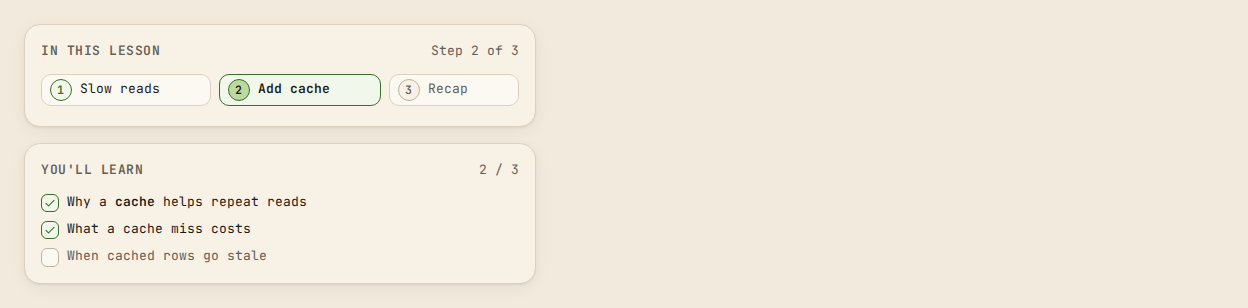 IN THIS LESSON Step 2 of 3
1 Slow reads 2 Add cache 3 Recap
YOU'LL LEARN 2 / 3
Why a cache helps repeat reads
What a cache miss costs
When cached rows go stale